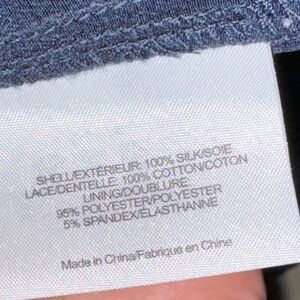 SHELL/EXTÉRIEUR: 100% SILK/SOIE
LACE/DENTELLE: 100% COTTON/COTON
LINING/DOUBLURE
95% POLYESTER/POLYESTER
5% SPANDEX/ÉLASTHANNE
Made in China/Fabrique en Chine